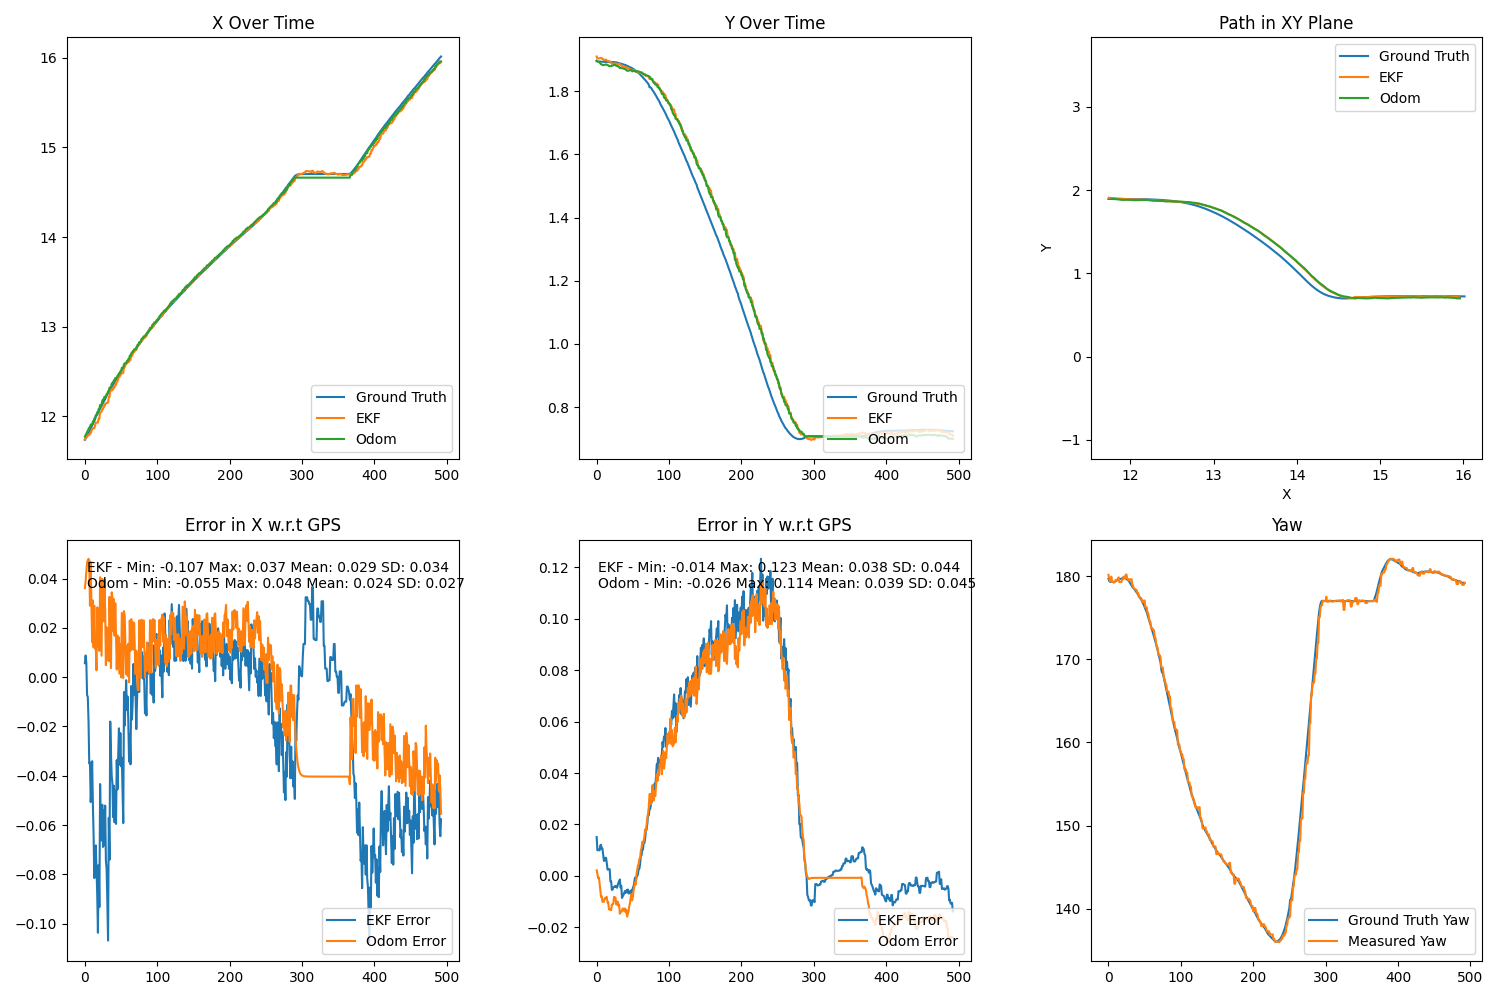 X Over Time
16
15
14
13
12
0 100 200 300 400 500
Ground Truth
EKF
Odom
Y Over Time
1.8
1.6
1.4
1.2
1.0
0.8
0 100 200 300 400 500
Ground Truth
EKF
Odom
Path in XY Plane
Y
3
2
1
0
−1
12 13 14 15 16
X
Ground Truth
EKF
Odom
Error in X w.r.t GPS
EKF - Min: -0.107 Max: 0.037 Mean: 0.029 SD: 0.034
Odom - Min: -0.055 Max: 0.048 Mean: 0.024 SD: 0.027
0.04
0.02
0.00
−0.02
−0.04
−0.06
−0.08
−0.10
0 100 200 300 400 500
EKF Error
Odom Error
Error in Y w.r.t GPS
EKF - Min: -0.014 Max: 0.123 Mean: 0.038 SD: 0.044
Odom - Min: -0.026 Max: 0.114 Mean: 0.039 SD: 0.045
0.12
0.10
0.08
0.06
0.04
0.02
0.00
−0.02
0 100 200 300 400 500
EKF Error
Odom Error
Yaw
180
170
160
150
140
0 100 200 300 400 500
Ground Truth Yaw
Measured Yaw